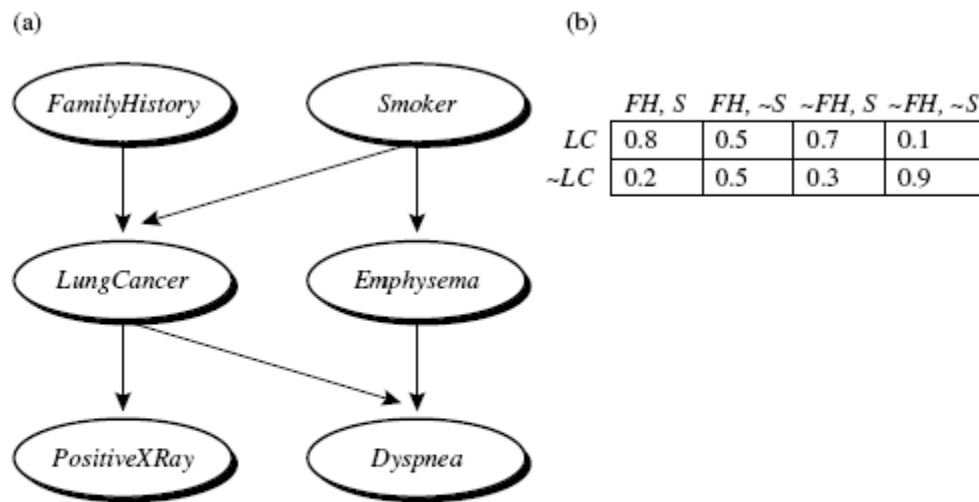 (a)
(b)
FamilyHistory
Smoker
LungCancer
Emphysema
PositiveXRay
Dyspnea
FH, S FH, ~S ~FH, S ~FH, ~S
LC 0.8 0.5 0.7 0.1
~LC 0.2 0.5 0.3 0.9